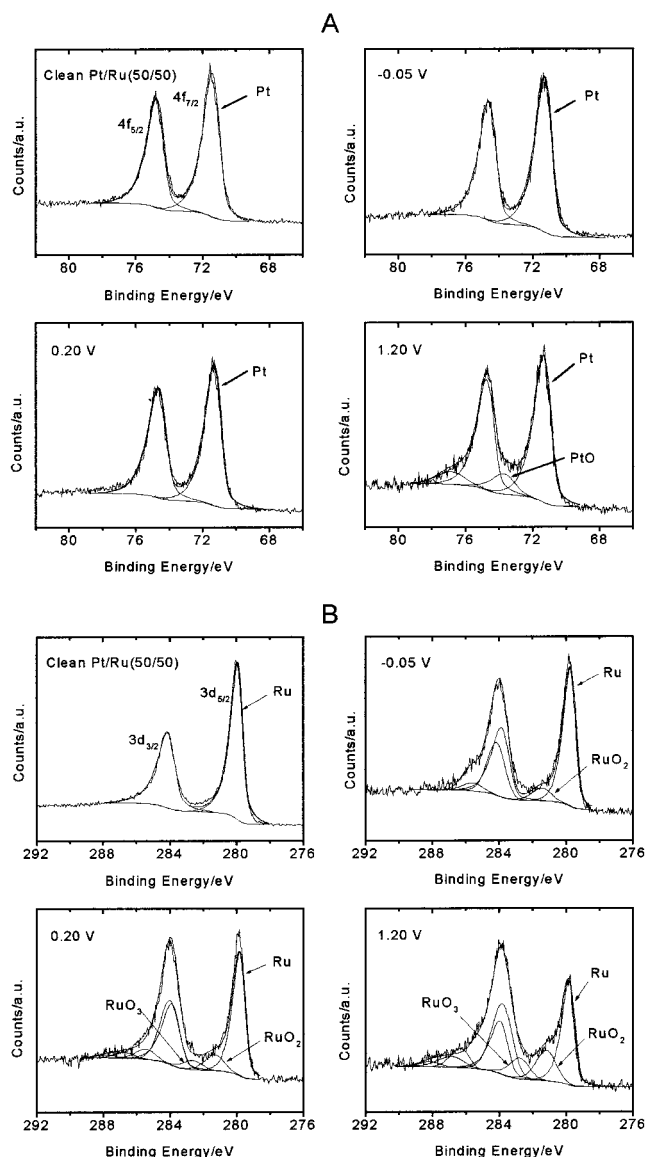 A
Clean Pt/Ru(50/50)
4f7/2
Pt
4f5/2
Counts/a.u.
80 76 72 68
Binding Energy/eV
-0.05 V
Pt
Counts/a.u.
80 76 72 68
Binding Energy/eV
0.20 V
Pt
Counts/a.u.
80 76 72 68
Binding Energy/eV
1.20 V
Pt
PtO
Counts/a.u.
80 76 72 68
Binding Energy/eV
B
Clean Pt/Ru(50/50)
3d5/2
Ru
3d3/2
Counts/a.u.
292 288 284 280 276
Binding Energy/eV
-0.05 V
Ru
RuO2
Counts/a.u.
292 288 284 280 276
Binding Energy/eV
0.20 V
Ru
RuO3
RuO2
Counts/a.u.
292 288 284 280 276
Binding Energy/eV
1.20 V
Ru
RuO3
RuO2
Counts/a.u.
292 288 284 280 276
Binding Energy/eV